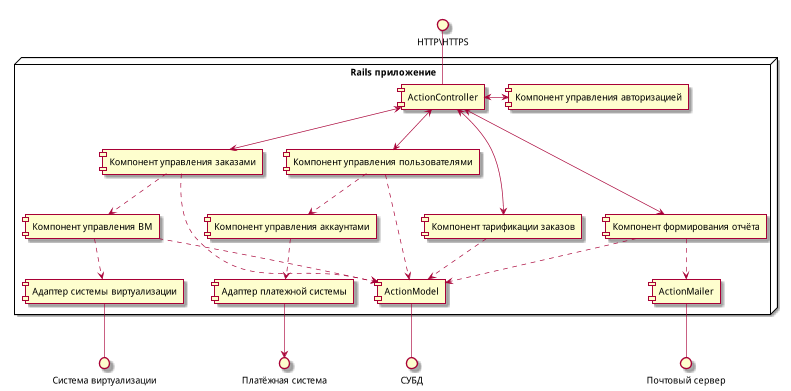 HTTP\HTTPS
Rails приложение
ActionController
Компонент управления авторизацией
Компонент управления заказами
Компонент управления пользователями
Компонент управления ВМ
Компонент управления аккаунтами
Компонент тарификации заказов
Компонент формирования отчёта
Адаптер системы виртуализации
Адаптер платежной системы
ActionModel
ActionMailer
Система виртуализации
Платёжная система
СУБД
Почтовый сервер